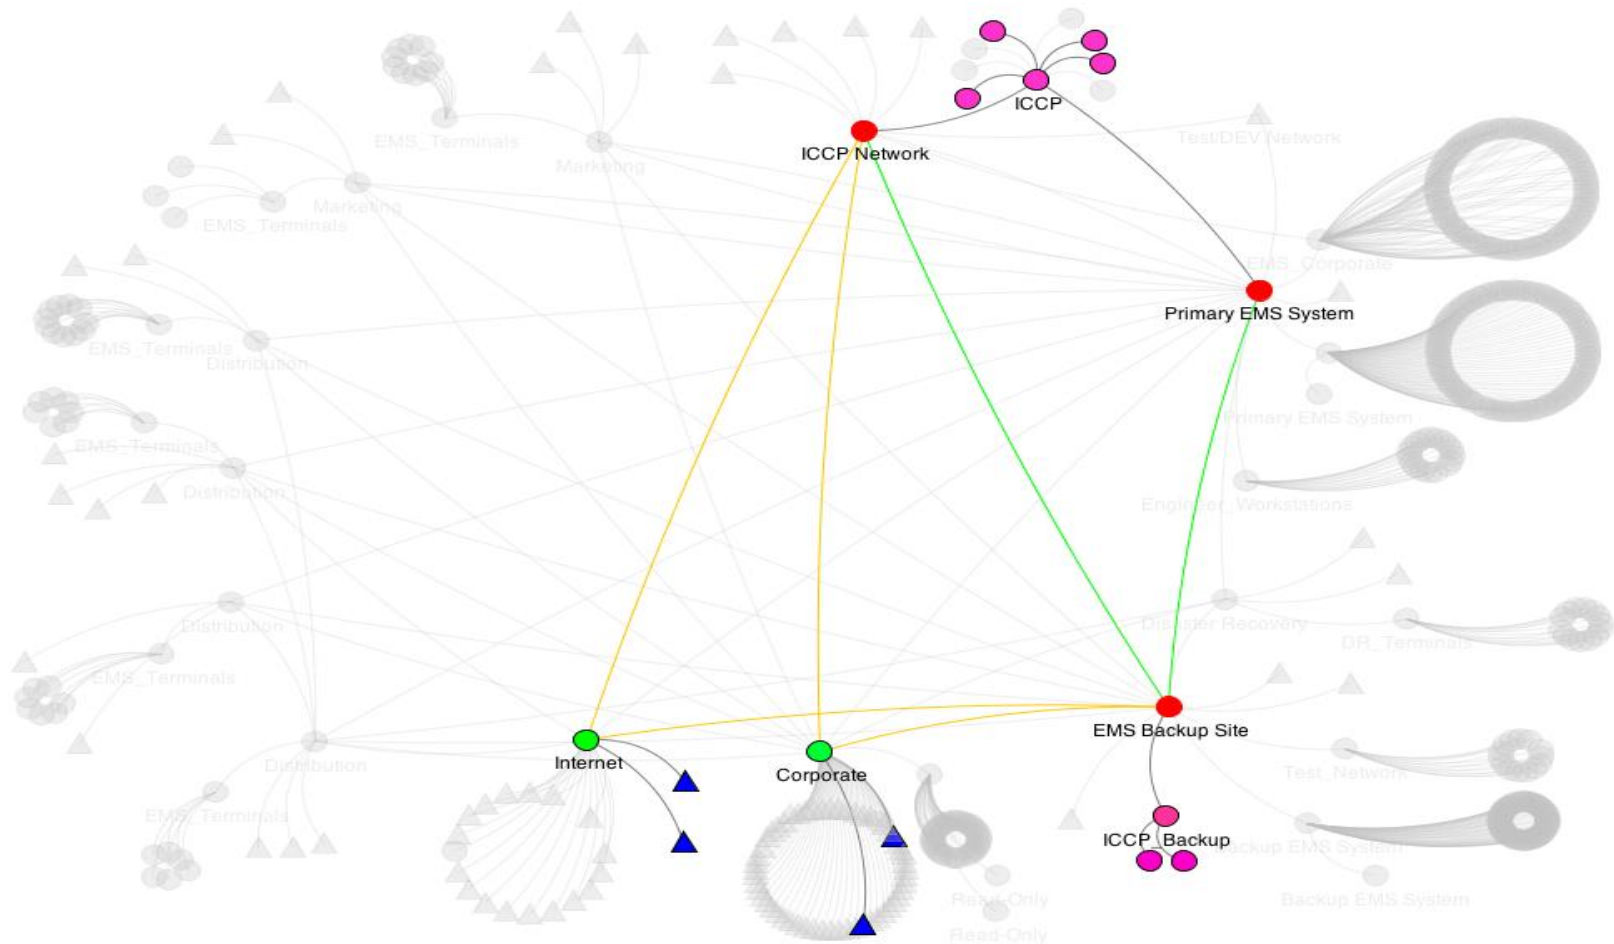 ICCP
EMS_Terminals
Test/DEV Network
ICCP Network
Marketing
Marketing
EMS_Terminals
EMS_Corporate
Primary EMS System
EMS_Terminals
Distribution
Primary EMS System
EMS_Terminals
Distribution
Engineer_Workstations
Distribution
Disaster Recovery
DR_Terminals
EMS_Terminals
EMS Backup Site
Internet
Distribution
Corporate
Test_Network
EMS_Terminals
ICCP_Backup
Backup EMS System
Read-Only
Backup EMS System
Read-Only